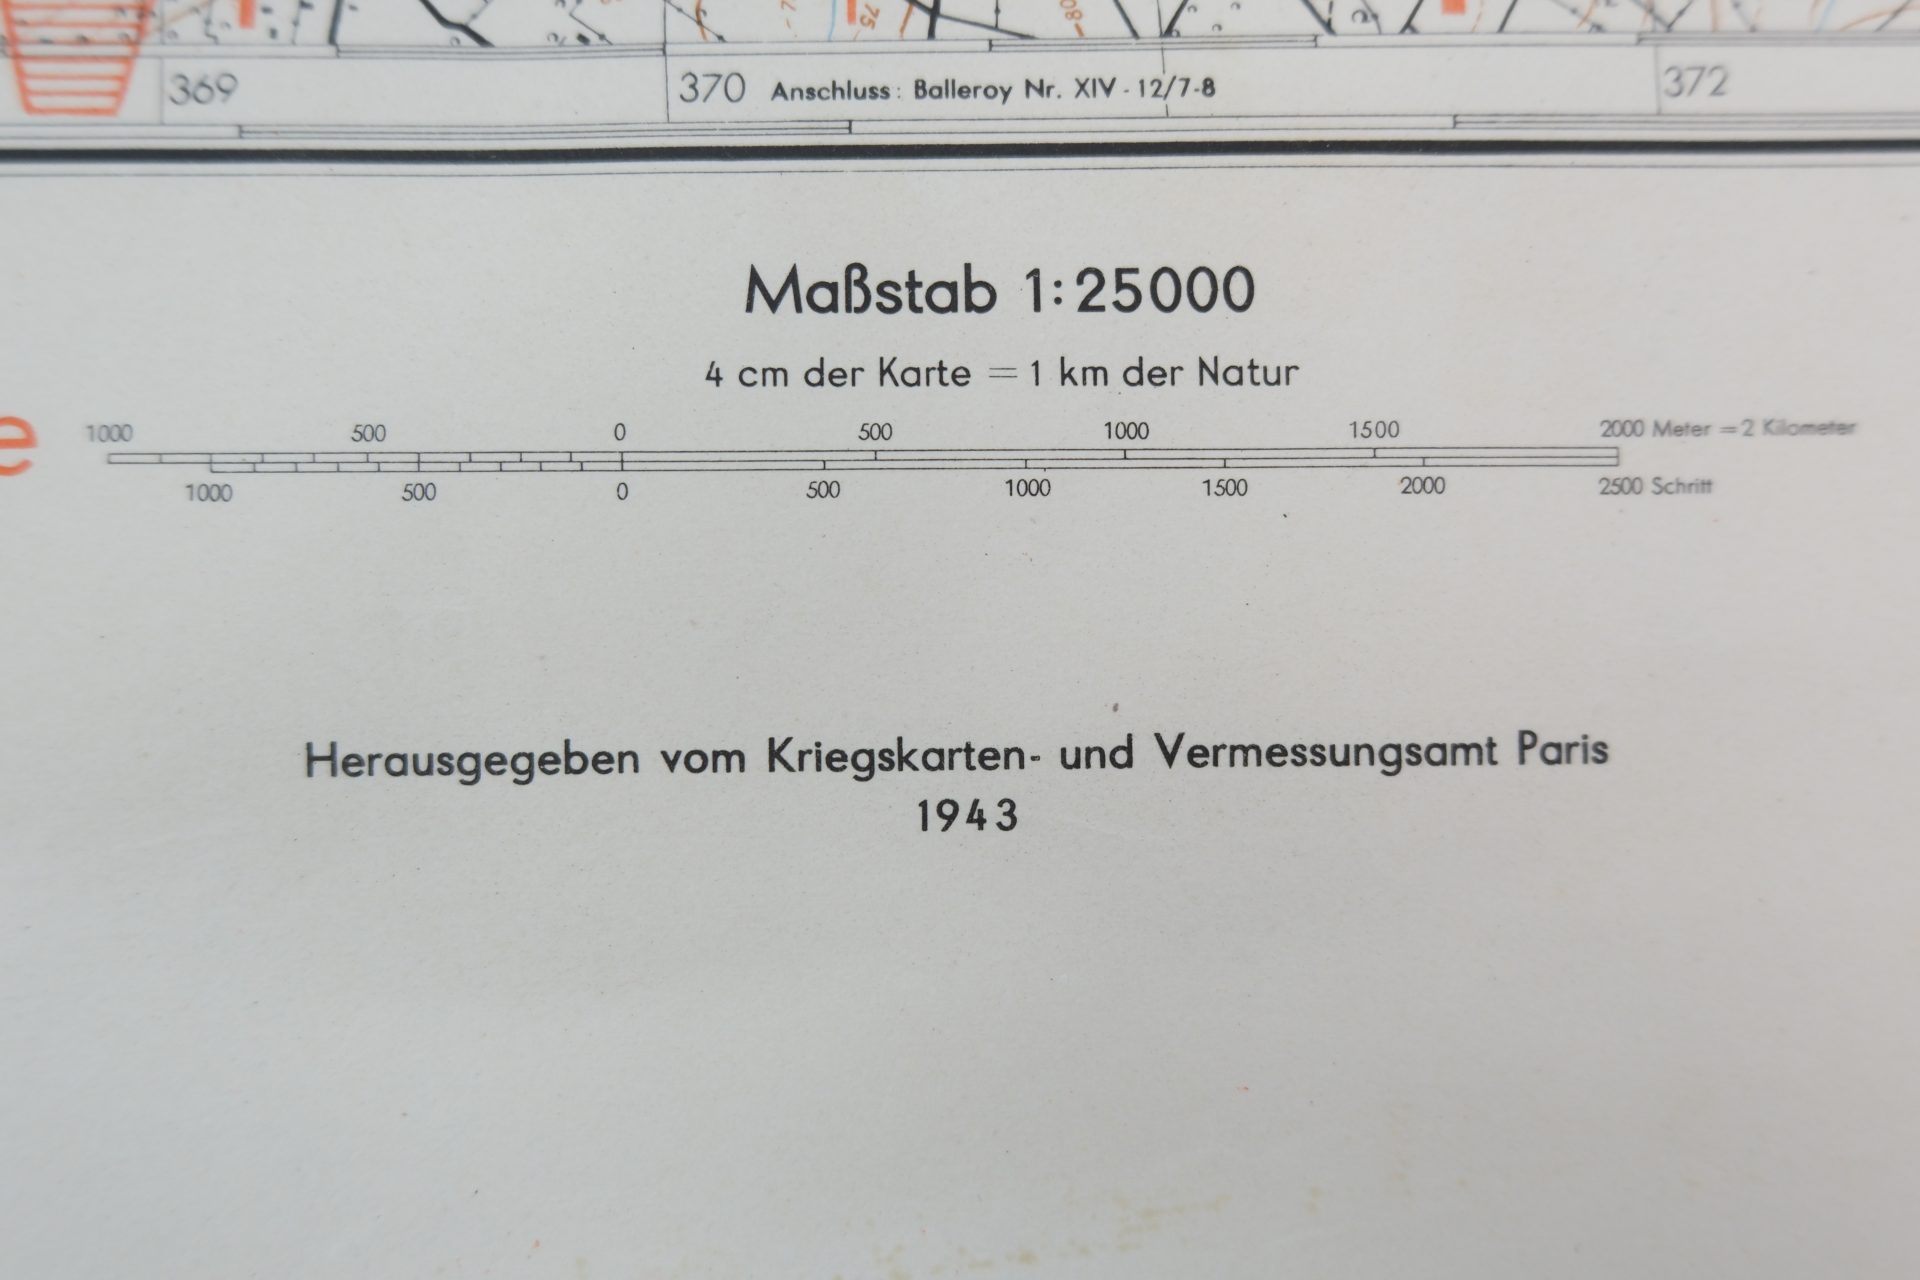 75
80
369 370 Anschluss: Balleroy Nr. XIV - 12/7-8 372
Maßstab 1:25000
4 cm der Karte = 1 km der Natur
e
1000 500 0 500 1000 1500 2000 Meter = 2 Kilometer
1000 500 0 500 1000 1500 2000 2500 Schritt
Herausgegeben vom Kriegskarten- und Vermessungsamt Paris
1943